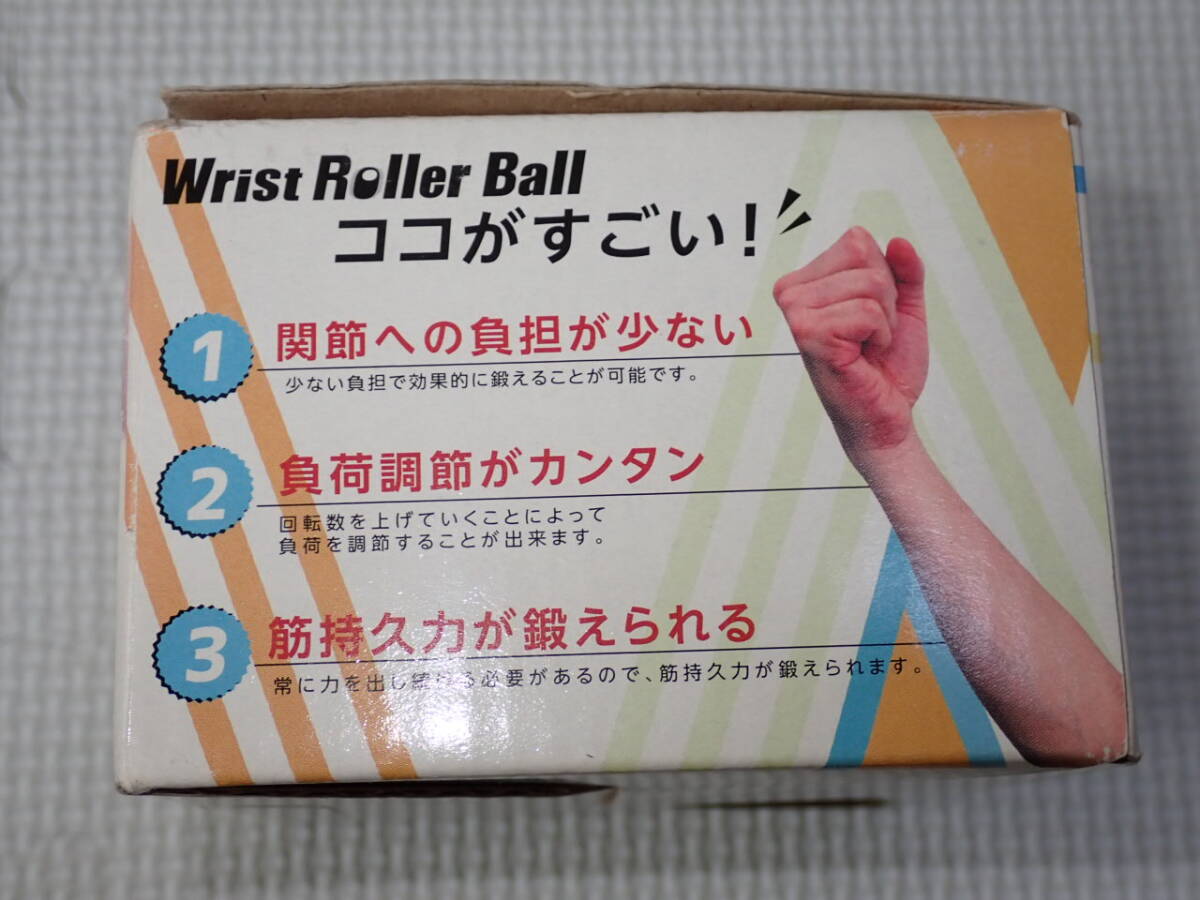 Wrist Roller Ball
ココがすごい!
1
関節への負担が少ない
少ない負担で効果的に鍛えることが可能です。
2
負荷調節がカンタン
回転数を上げていくことによって
負荷を調節することが出来ます。
3
筋持久力が鍛えられる
常に力を出し続ける必要があるので、筋持久力が鍛えられます。